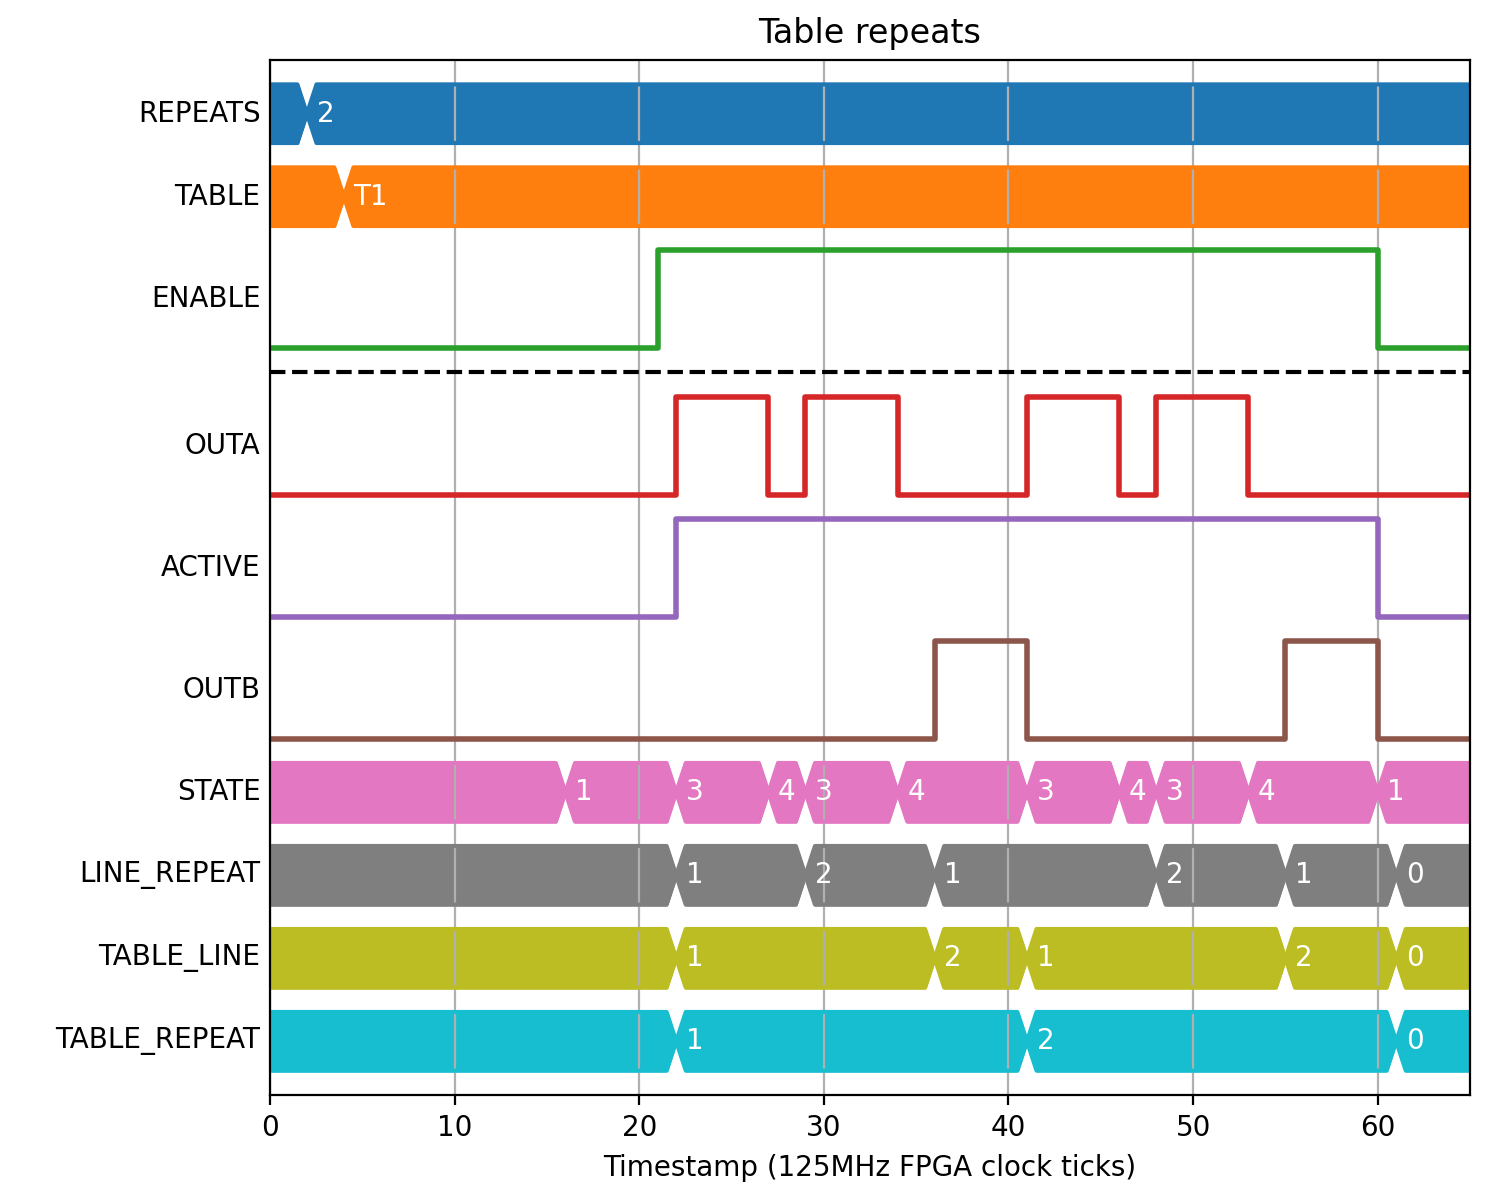 Table repeats
REPEATS 2
TABLE T1
ENABLE
OUTA
ACTIVE
OUTB
STATE 1 3 4 3 4 3 4 3 4 1
LINE_REPEAT 1 2 1 2 1 0
TABLE_LINE 1 2 1 2 0
TABLE_REPEAT 1 2 0
0 10 20 30 40 50 60
Timestamp (125MHz FPGA clock ticks)